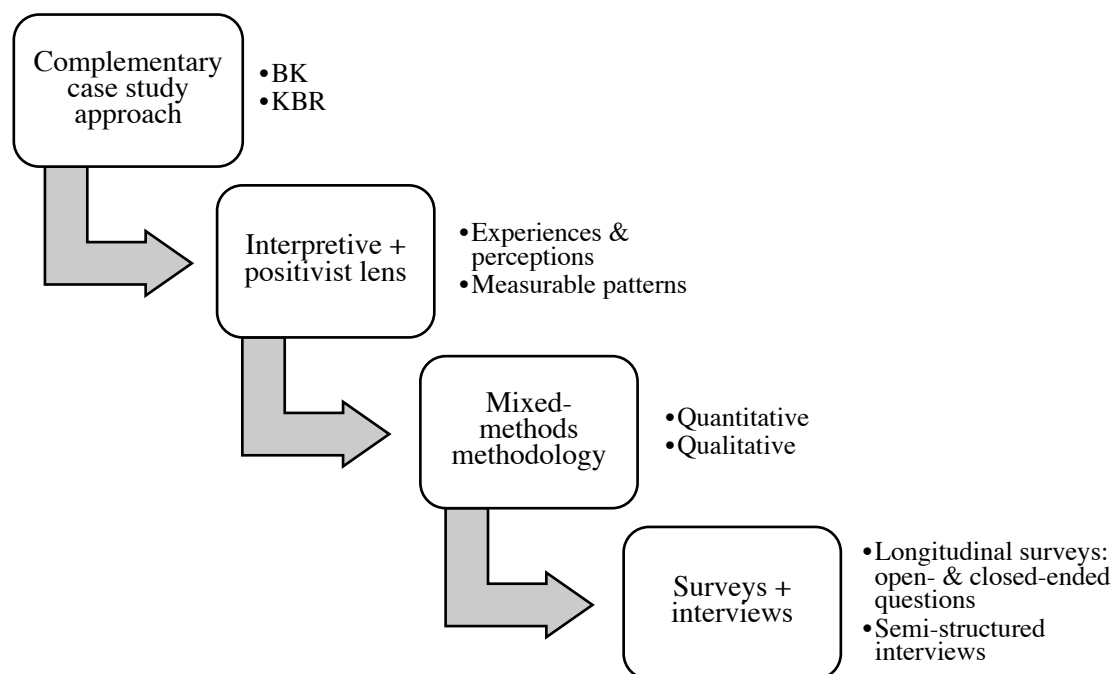 Complementary
case study
approach
•BK
•KBR
Interpretive +
positivist lens
•Experiences &
perceptions
•Measurable patterns
Mixed-
methods
methodology
•Quantitative
•Qualitative
Surveys +
interviews
•Longitudinal surveys:
open- & closed-ended
questions
•Semi-structured
interviews